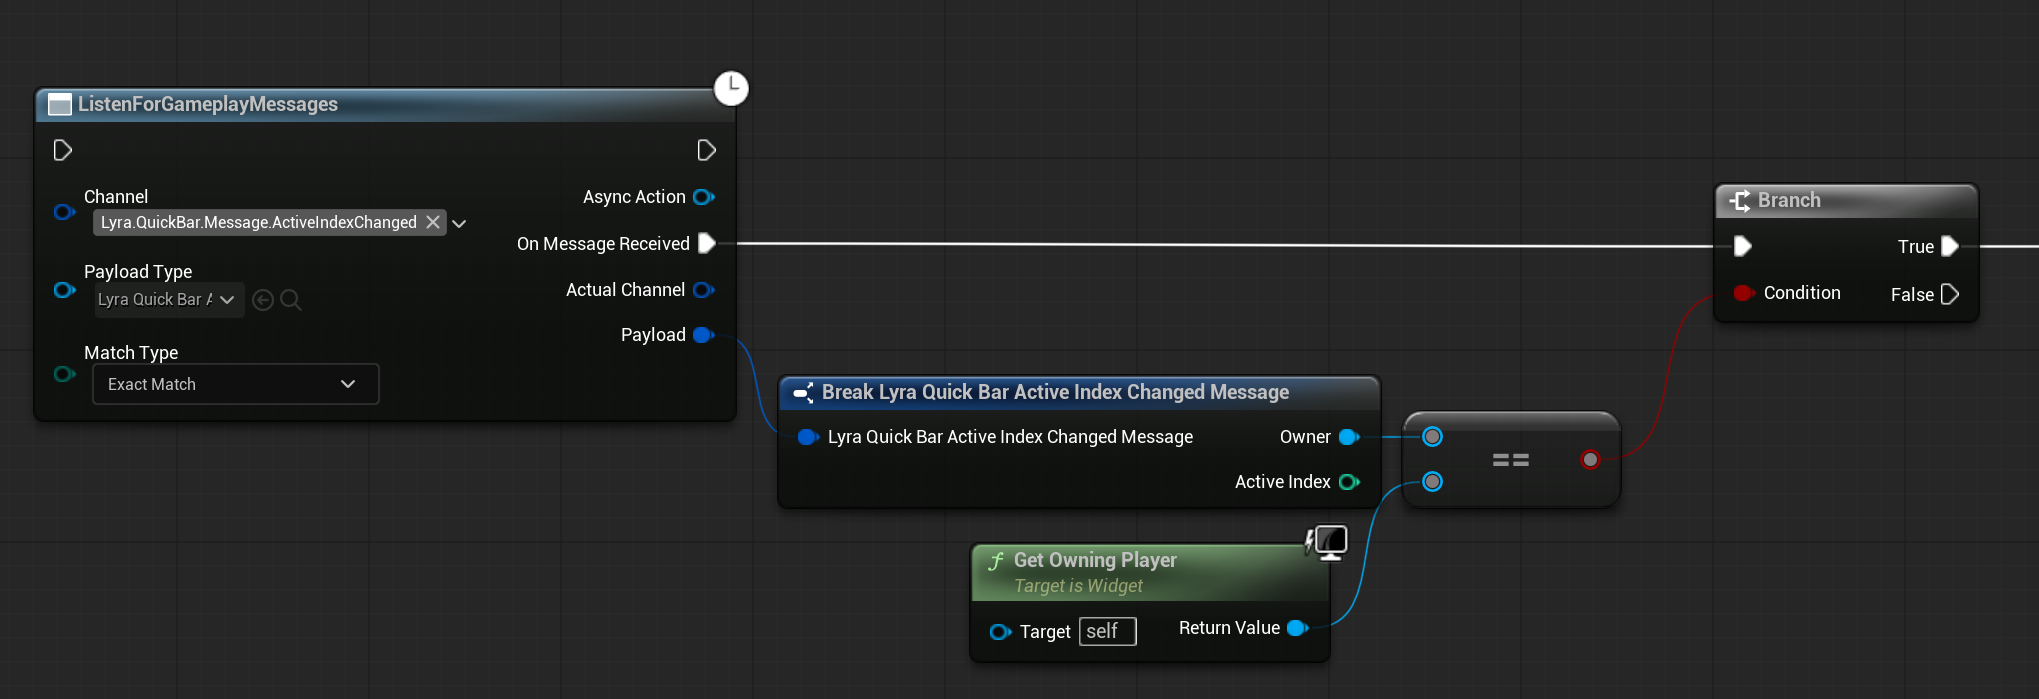 ListenForGameplayMessages
Channel
Lyra.QuickBar.Message.ActiveIndexChanged
Payload Type
Lyra Quick Bar
Match Type
Exact Match
Async Action
On Message Received
Actual Channel
Payload
Break Lyra Quick Bar Active Index Changed Message
Lyra Quick Bar Active Index Changed Message
Owner
Active Index
==
f Get Owning Player
Target is Widget
Target self
Return Value
Branch
Condition
True
False